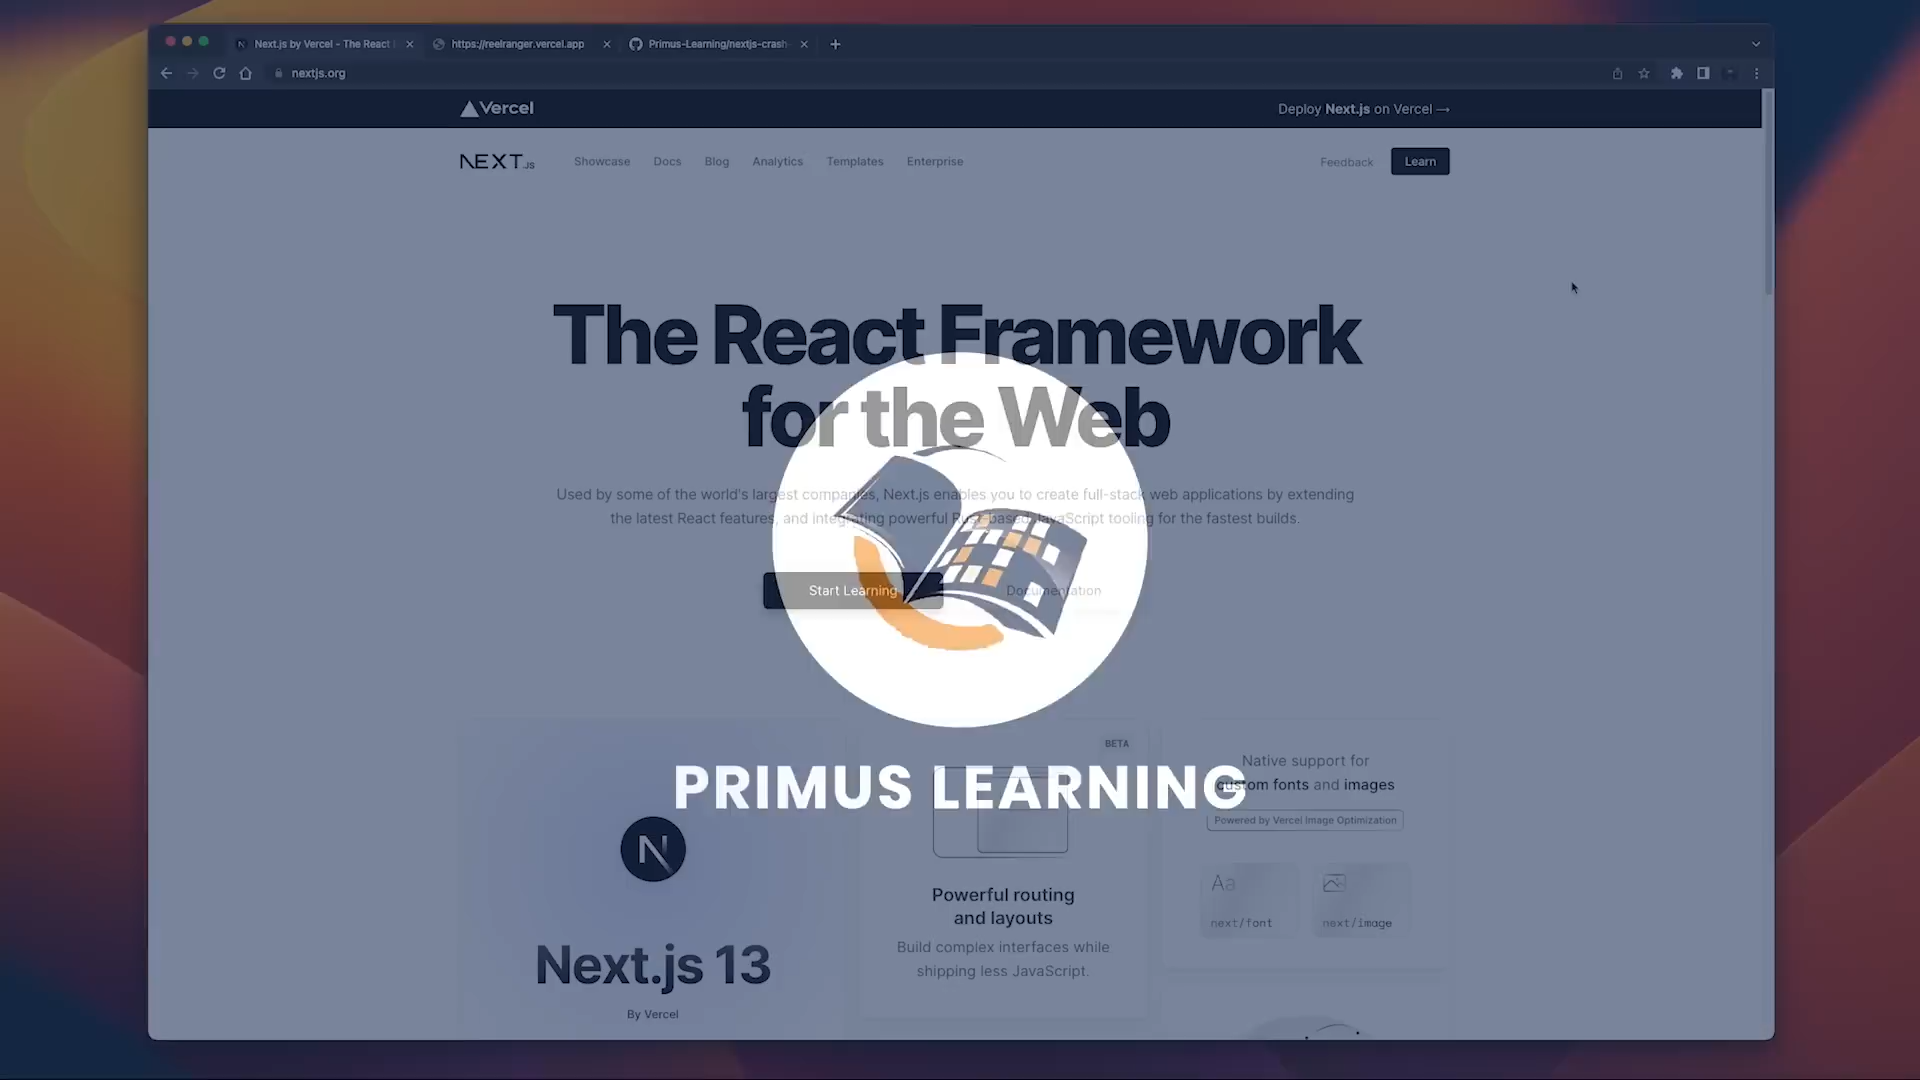 Next.js by Vercel - The React
https://reelranger.vercel.app
Primus-Learning/nextjs-crash-
nextjs.org
Vercel
Deploy Next.js on Vercel →
NEXT.JS
Showcase
Docs
Blog
Analytics
Templates
Enterprise
Feedback
Learn
The React Framework
for the Web
Used by some of the world's largest companies, Next.js enables you to create full-stack web applications by extending
the latest React features, and integrating powerful Rust-based JavaScript tooling for the fastest builds.
Start Learning
Documentation
PRIMUS LEARNING
N
Next.js 13
By Vercel
BETA
Powerful routing
and layouts
Build complex interfaces while
shipping less JavaScript.
Native support for
custom fonts and images
Powered by Vercel Image Optimization
Aa
next/font
next/image